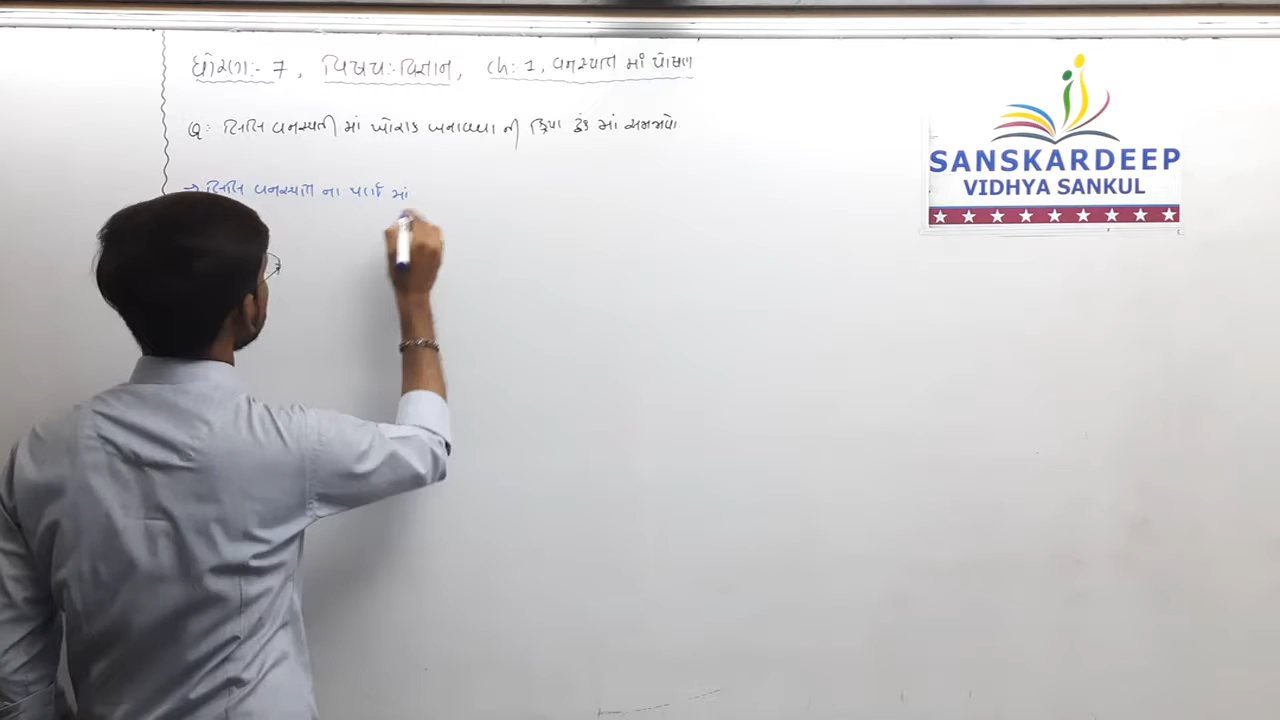 ધોરણ:- 7, વિષય:- વિજ્ઞાન, Ch: 1, વનસ્પતિ માં પોષણ
Q: લિલિ વનસ્પતી માં ખોરાક બનાવવા ની ક્રિયા ટુંક માં સમજાવો.
→ લિલિ વનસ્પતિ ના પર્ણ માં
SANSKARDEEP
VIDHYA SANKUL